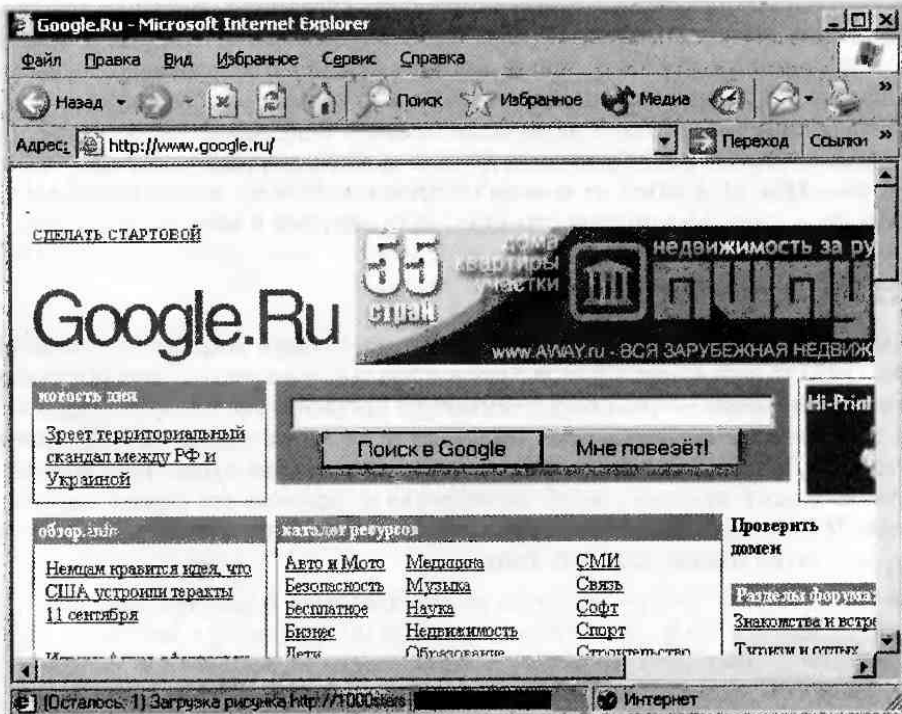 Google.Ru - Microsoft Internet Explorer
Файл Правка Вид Избранное Сервис Справка
Назад Поиск Избранное Медиа »
Адрес: http://www.google.ru/ Переход Ссылки »
СДЕЛАТЬ СТАРТОВОЙ
55 стран
дома
квартиры
участки
недвижимость за ру
away
www.AWAY.ru - ВСЯ ЗАРУБЕЖНАЯ НЕДВИЖ
Google.Ru
новость дня
Зреет территориальный
скандал между РФ и
Украиной
Поиск в Google Мне повезёт!
Hi-Print
обзор.инфо
Немцам нравится идея, что
США устроили теракты
11 сентября
каталог ресурсов
Авто и Мото Медицина СМИ
Безопасность Музыка Связь
Бесплатное Наука Софт
Бизнес Недвижимость Спорт
Дети Образование Строительство
Проверить
домен
Разделы форума:
Знакомства и встре
Туризм и отдых
(Осталось: 1) Загрузка рисунка http://1000stars Интернет